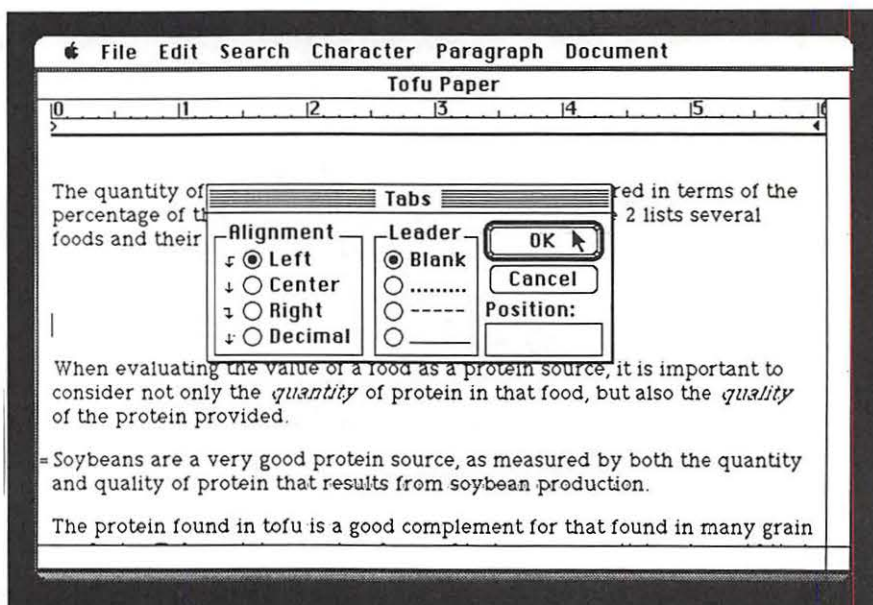 File Edit Search Character Paragraph Document
Tofu Paper
0 1 2 3 4 5 6
The quantity of red in terms of the
percentage of t 2 lists several
foods and their
Tabs
Alignment
Left
Center
Right
Decimal
Leader
Blank
.........
------
______
OK
Cancel
Position:
When evaluating the value of a food as a protein source, it is important to
consider not only the quantity of protein in that food, but also the quality
of the protein provided.
= Soybeans are a very good protein source, as measured by both the quantity
and quality of protein that results from soybean production.
The protein found in tofu is a good complement for that found in many grain